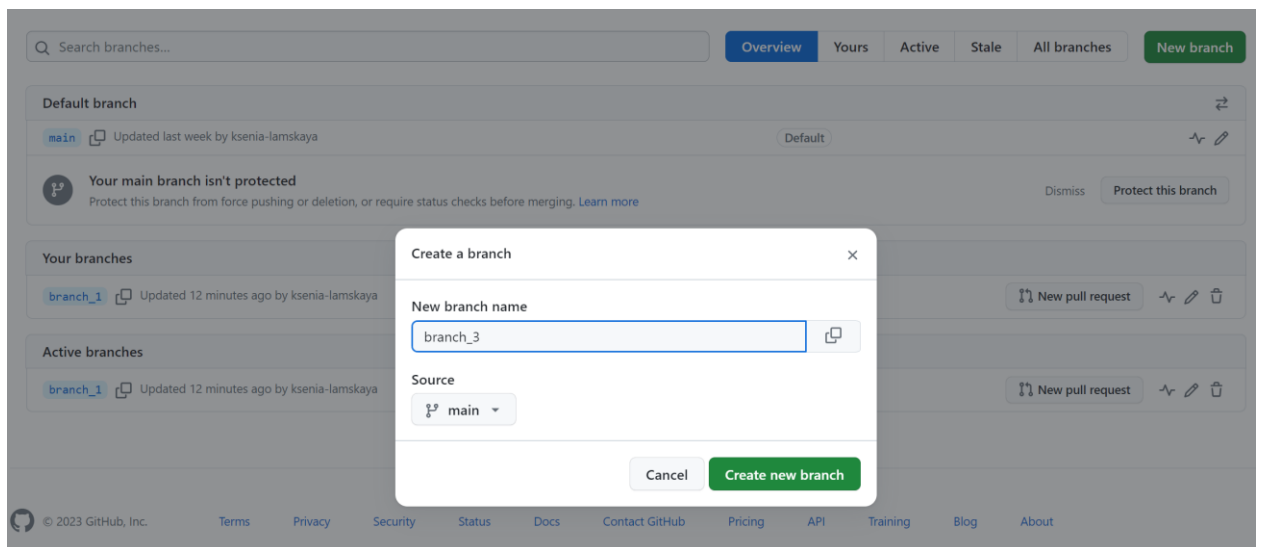 Search branches...
Overview Yours Active Stale All branches New branch
Default branch
main Updated last week by ksenia-lamskaya Default
Your main branch isn't protected
Protect this branch from force pushing or deletion, or require status checks before merging. Learn more
Dismiss Protect this branch
Your branches
branch_1 Updated 12 minutes ago by ksenia-lamskaya New pull request
Active branches
branch_1 Updated 12 minutes ago by ksenia-lamskaya New pull request
Create a branch
New branch name
branch_3
Source
main
Cancel Create new branch
© 2023 GitHub, Inc. Terms Privacy Security Status Docs Contact GitHub Pricing API Training Blog About